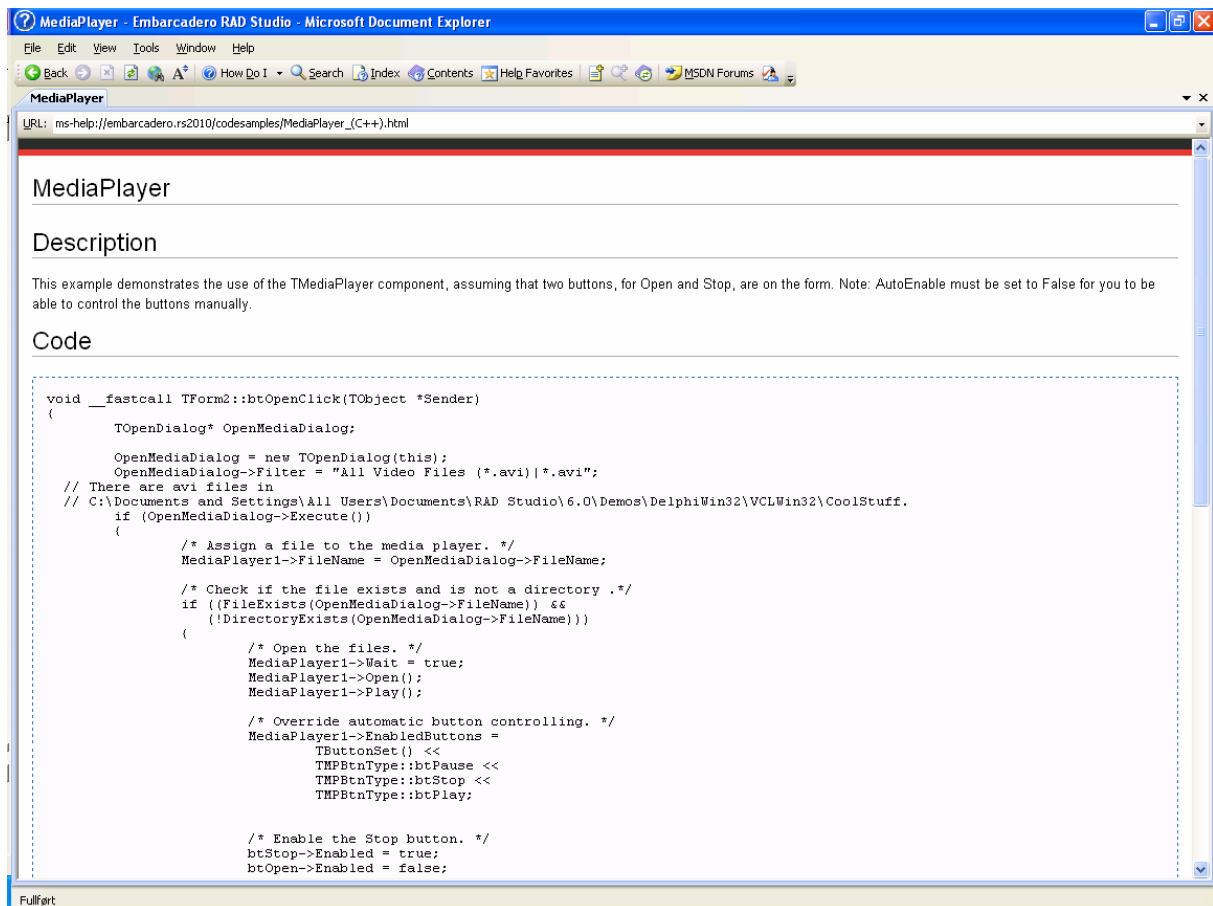 MediaPlayer - Embarcadero RAD Studio - Microsoft Document Explorer
File Edit View Tools Window Help
Back How Do I Search Index Contents Help Favorites MSDN Forums
MediaPlayer
URL: ms-help://embarcadero.rs2010/codesamples/MediaPlayer_(C++).html
MediaPlayer
Description
This example demonstrates the use of the TMediaPlayer component, assuming that two buttons, for Open and Stop, are on the form. Note: AutoEnable must be set to False for you to be
able to control the buttons manually.
Code
void __fastcall TForm2::btOpenClick(TObject *Sender)
{
TOpenDialog* OpenMediaDialog;
OpenMediaDialog = new TOpenDialog(this);
OpenMediaDialog->Filter = "All Video Files (*.avi)|*.avi";
// There are avi files in
// C:\Documents and Settings\All Users\Documents\RAD Studio\6.0\Demos\DelphiWin32\VCLWin32\CoolStuff.
if (OpenMediaDialog->Execute())
{
/* Assign a file to the media player. */
MediaPlayer1->FileName = OpenMediaDialog->FileName;
/* Check if the file exists and is not a directory .*/
if ((FileExists(OpenMediaDialog->FileName)) &&
(!DirectoryExists(OpenMediaDialog->FileName)))
{
/* Open the files. */
MediaPlayer1->Wait = true;
MediaPlayer1->Open();
MediaPlayer1->Play();
/* Override automatic button controlling. */
MediaPlayer1->EnabledButtons =
TButtonSet() <<
TMPBtnType::btPause <<
TMPBtnType::btStop <<
TMPBtnType::btPlay;
/* Enable the Stop button. */
btStop->Enabled = true;
btOpen->Enabled = false;
Fullført